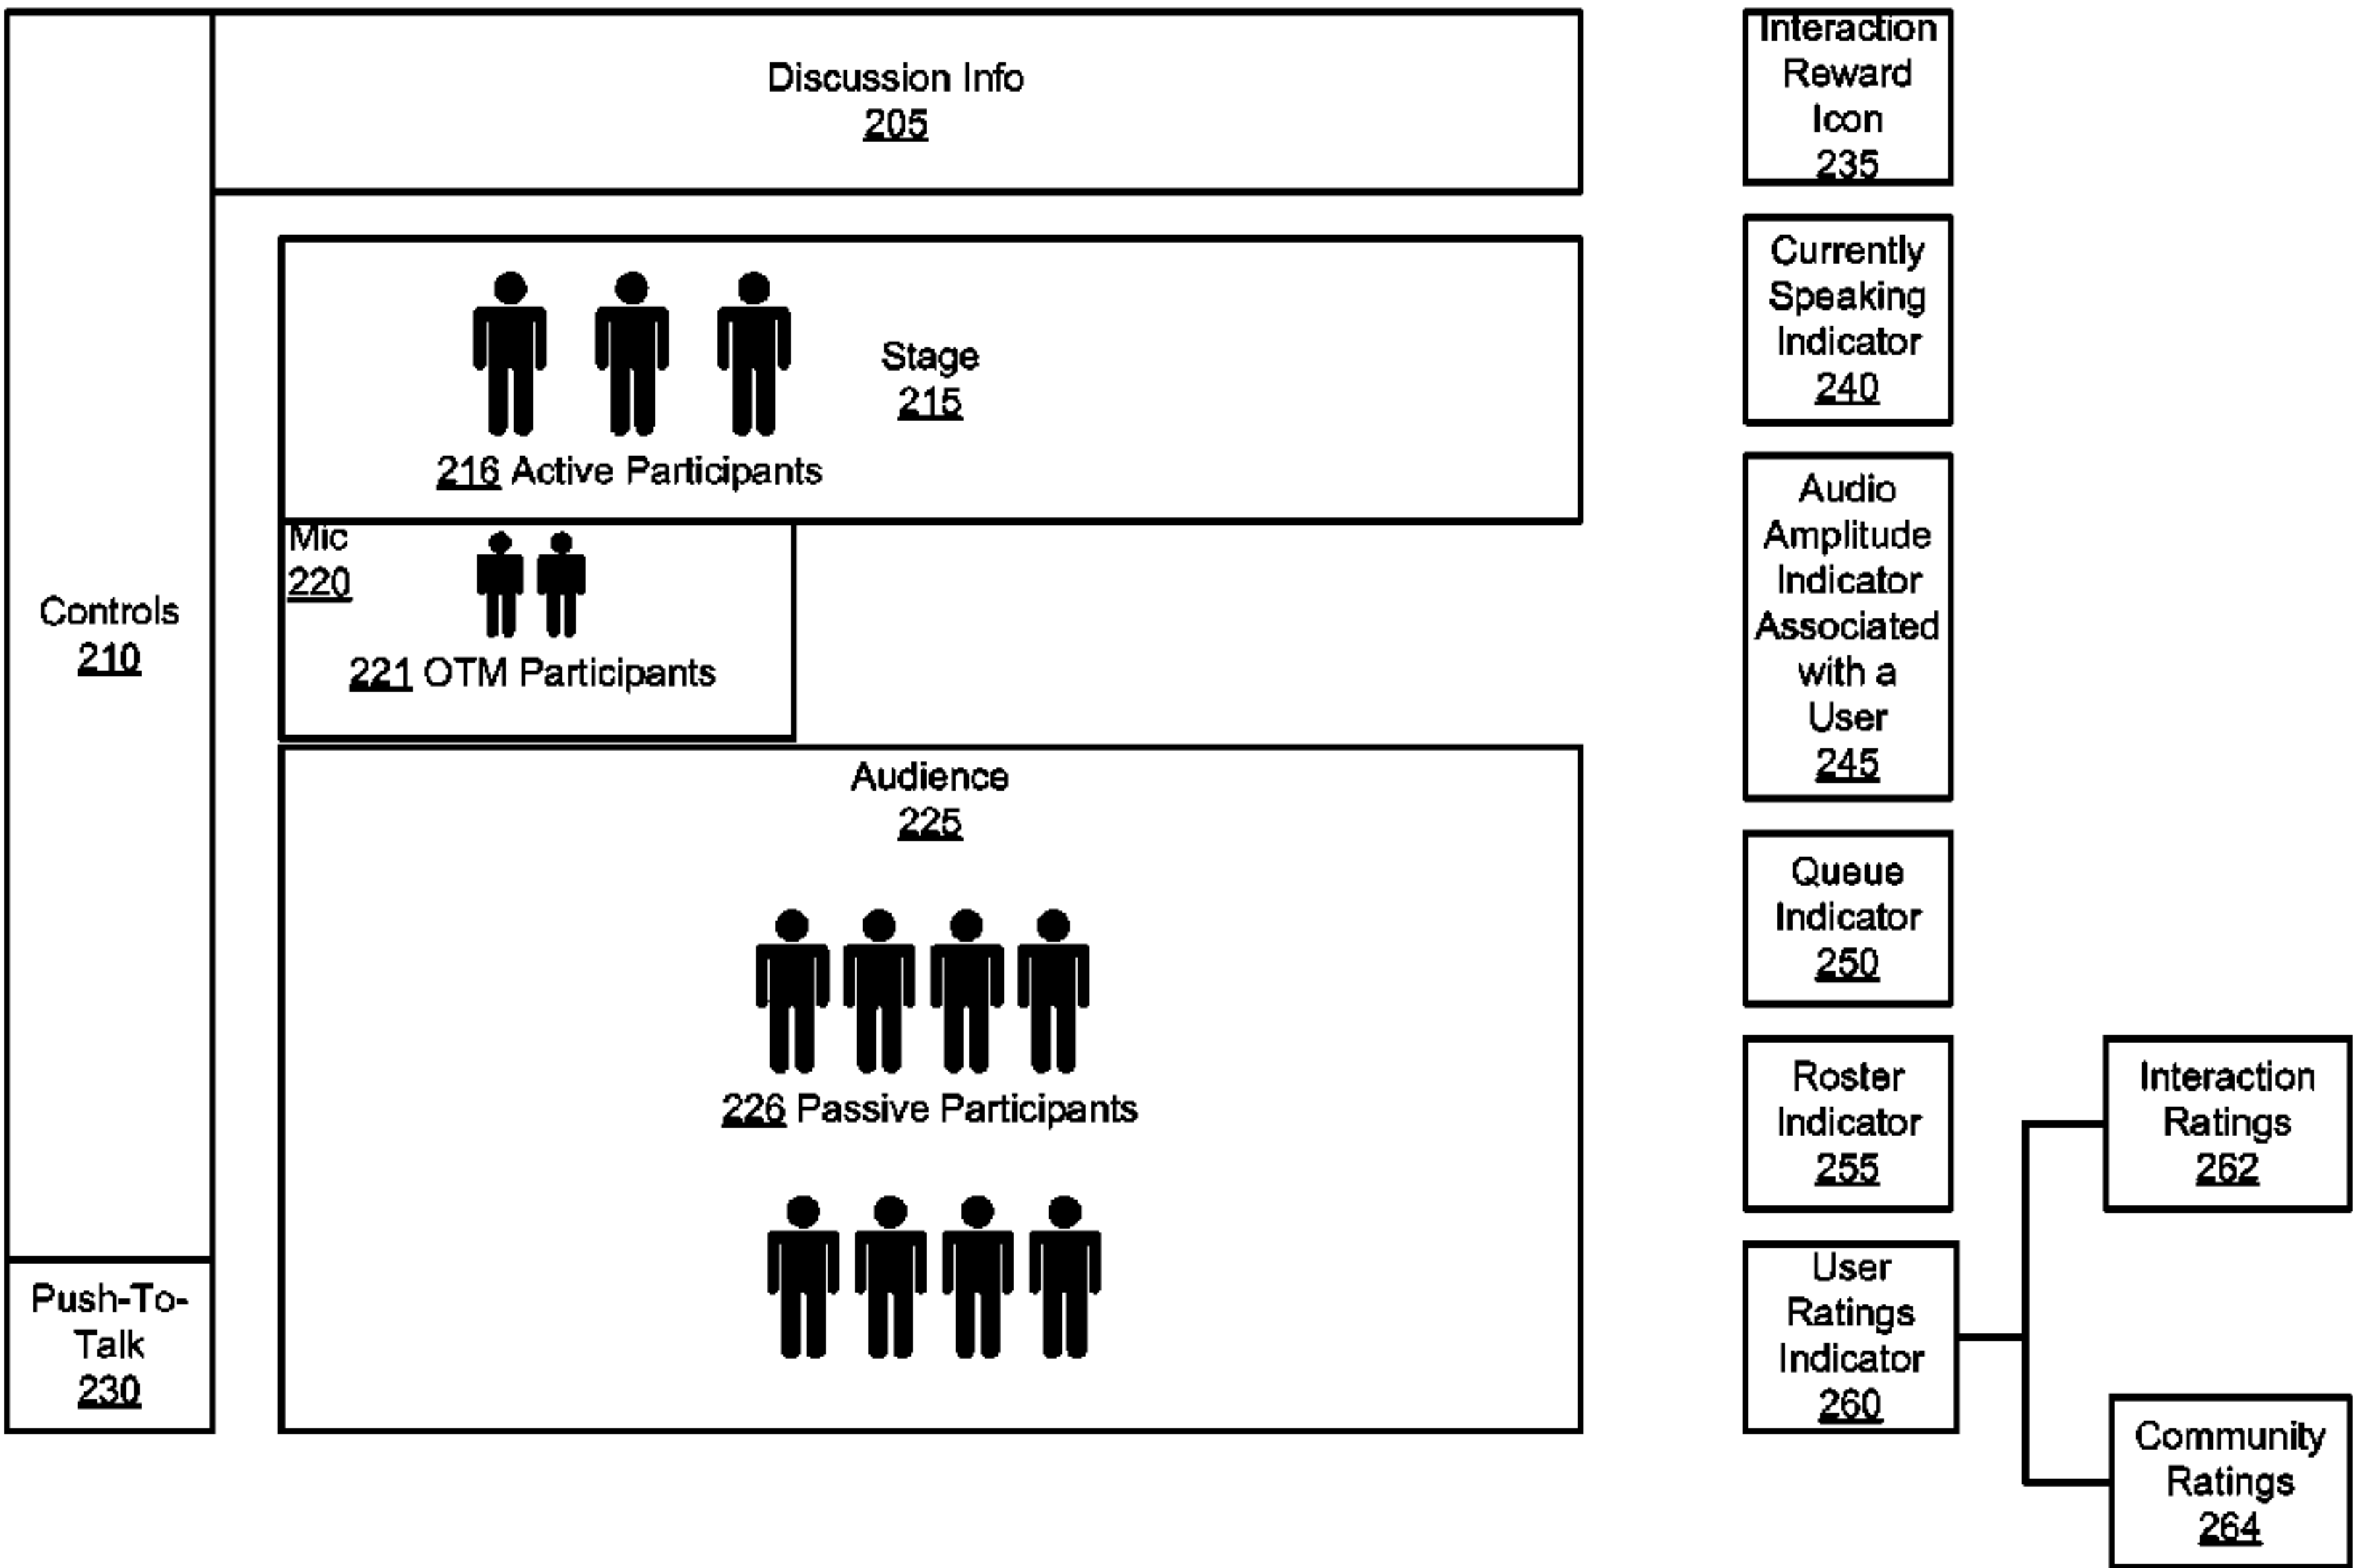 Discussion Info
205
Controls
210
Push-To-
Talk
230
Stage
215
216 Active Participants
Mic
220
221 OTM Participants
Audience
225
226 Passive Participants
Interaction
Reward
Icon
235
Currently
Speaking
Indicator
240
Audio
Amplitude
Indicator
Associated
with a
User
245
Queue
Indicator
250
Roster
Indicator
255
User
Ratings
Indicator
260
Interaction
Ratings
262
Community
Ratings
264